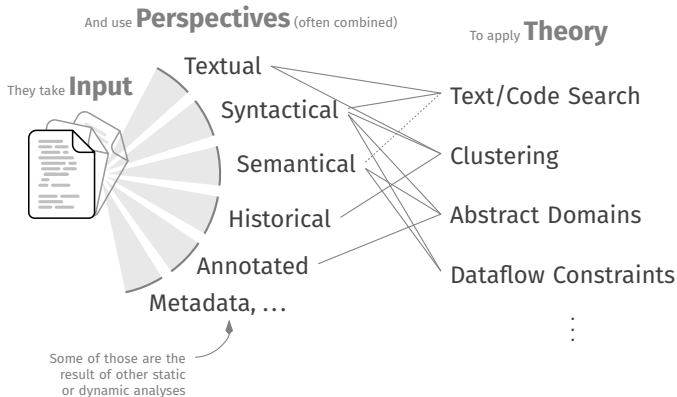 And use Perspectives (often combined)
To apply Theory
They take Input
Textual
Syntactical
Semantical
Historical
Annotated
Metadata, ...
Text/Code Search
Clustering
Abstract Domains
Dataflow Constraints
⋮
Some of those are the
result of other static
or dynamic analyses